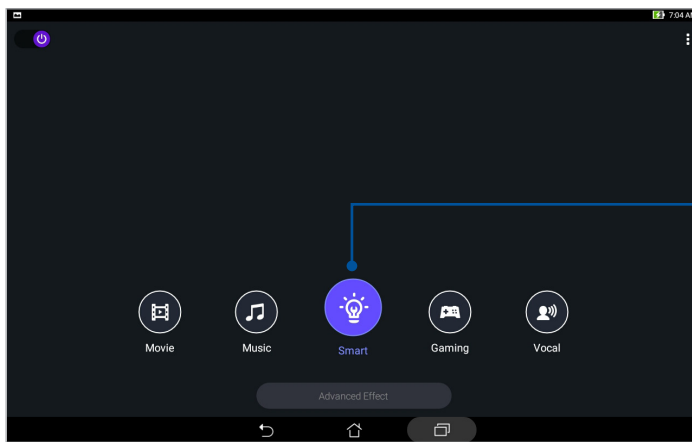 7:04 AM
Movie
Music
Smart
Gaming
Vocal
Advanced Effect